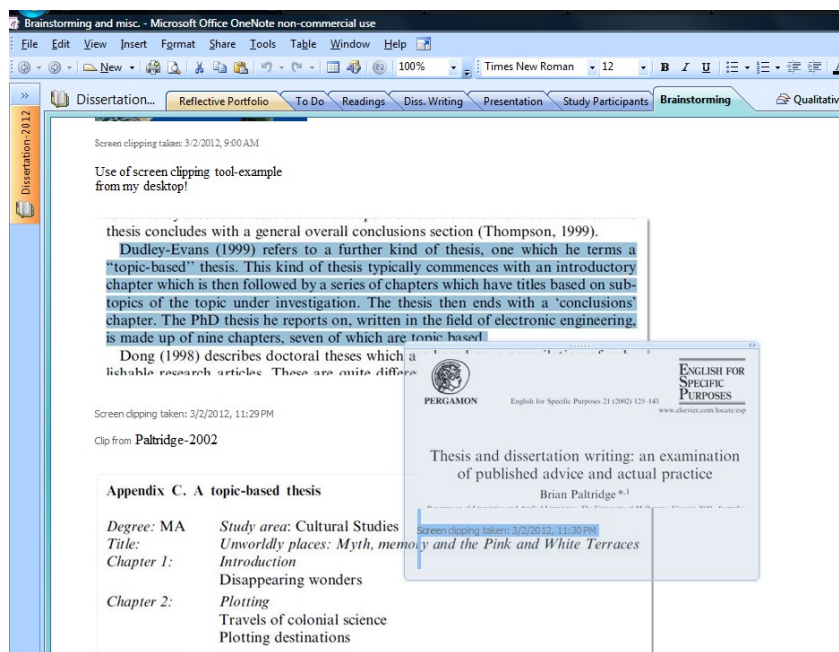 Brainstorming and misc. - Microsoft Office OneNote non-commercial use
File Edit View Insert Format Share Tools Table Window Help
New 100% Times New Roman 12 B I U A
Dissertation... Reflective Portfolio To Do Readings Diss. Writing Presentation Study Participants Brainstorming Qualitativ
Dissertation-2012
Screen clipping taken: 3/2/2012, 9:00 AM
Use of screen clipping tool-example
from my desktop!
thesis concludes with a general overall conclusions section (Thompson, 1999).
Dudley-Evans (1999) refers to a further kind of thesis, one which he terms a
“topic-based” thesis. This kind of thesis typically commences with an introductory
chapter which is then followed by a series of chapters which have titles based on sub-
topics of the topic under investigation. The thesis then ends with a ‘conclusions’
chapter. The PhD thesis he reports on, written in the field of electronic engineering,
is made up of nine chapters, seven of which are topic based.
Dong (1998) describes doctoral theses which a
lishable research articles. These are quite differe
Screen clipping taken: 3/2/2012, 11:29 PM
Clip from Paltridge-2002
PERGAMON
English for Specific Purposes 21 (2002) 125–143
ENGLISH FOR
SPECIFIC
PURPOSES
www.elsevier.com/locate/esp
Thesis and dissertation writing: an examination
of published advice and actual practice
Brian Paltridge *,1
Screen clipping taken: 3/2/2012, 11:30 PM
Appendix C. A topic-based thesis
Degree: MA Study area: Cultural Studies
Title: Unworldly places: Myth, memory and the Pink and White Terraces
Chapter 1: Introduction
Disappearing wonders
Chapter 2: Plotting
Travels of colonial science
Plotting destinations